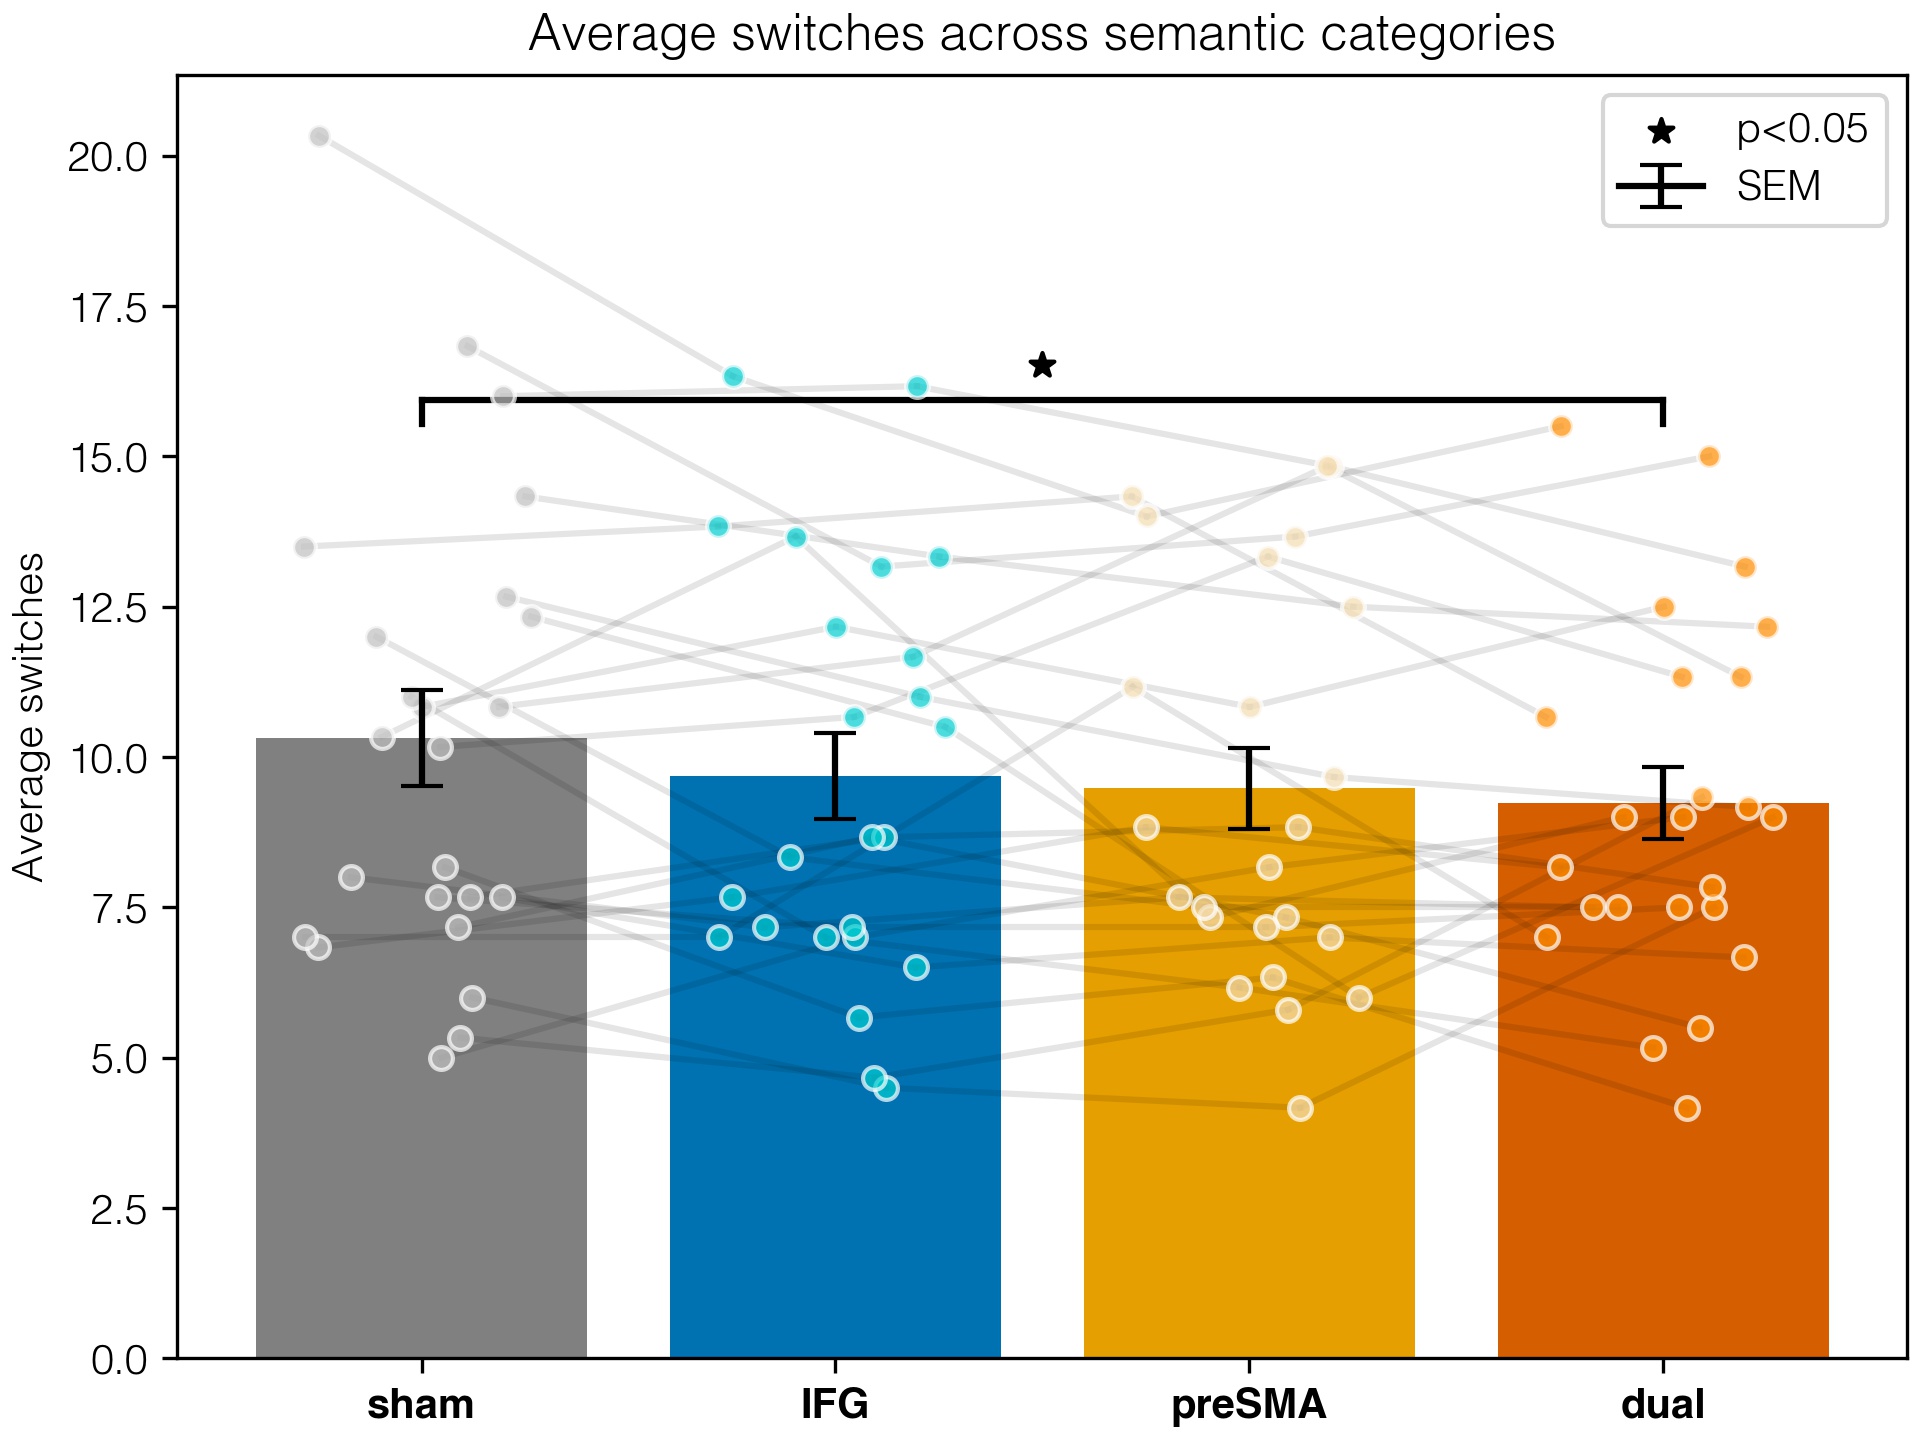 Average switches across semantic categories
p<0.05
SEM
Average switches
20.0
17.5
15.0
12.5
10.0
7.5
5.0
2.5
0.0
sham
IFG
preSMA
dual